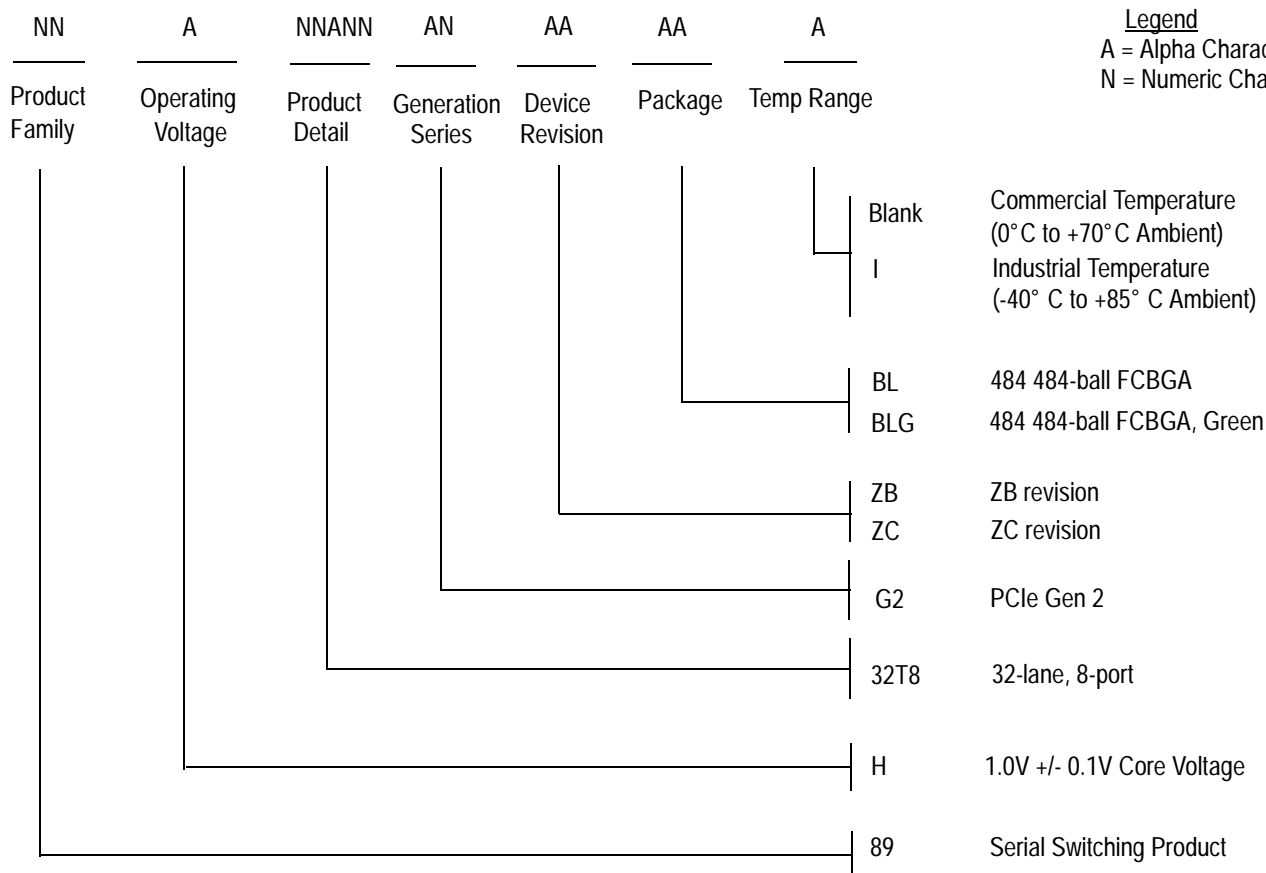 NN A NNANN AN AA AA A
Legend
A = Alpha Charac
N = Numeric Cha
Product Family
Operating Voltage
Product Detail
Generation Series
Device Revision
Package
Temp Range
Blank Commercial Temperature
(0°C to +70°C Ambient)
I Industrial Temperature
(-40° C to +85° C Ambient)
BL 484 484-ball FCBGA
BLG 484 484-ball FCBGA, Green
ZB ZB revision
ZC ZC revision
G2 PCIe Gen 2
32T8 32-lane, 8-port
H 1.0V +/- 0.1V Core Voltage
89 Serial Switching Product